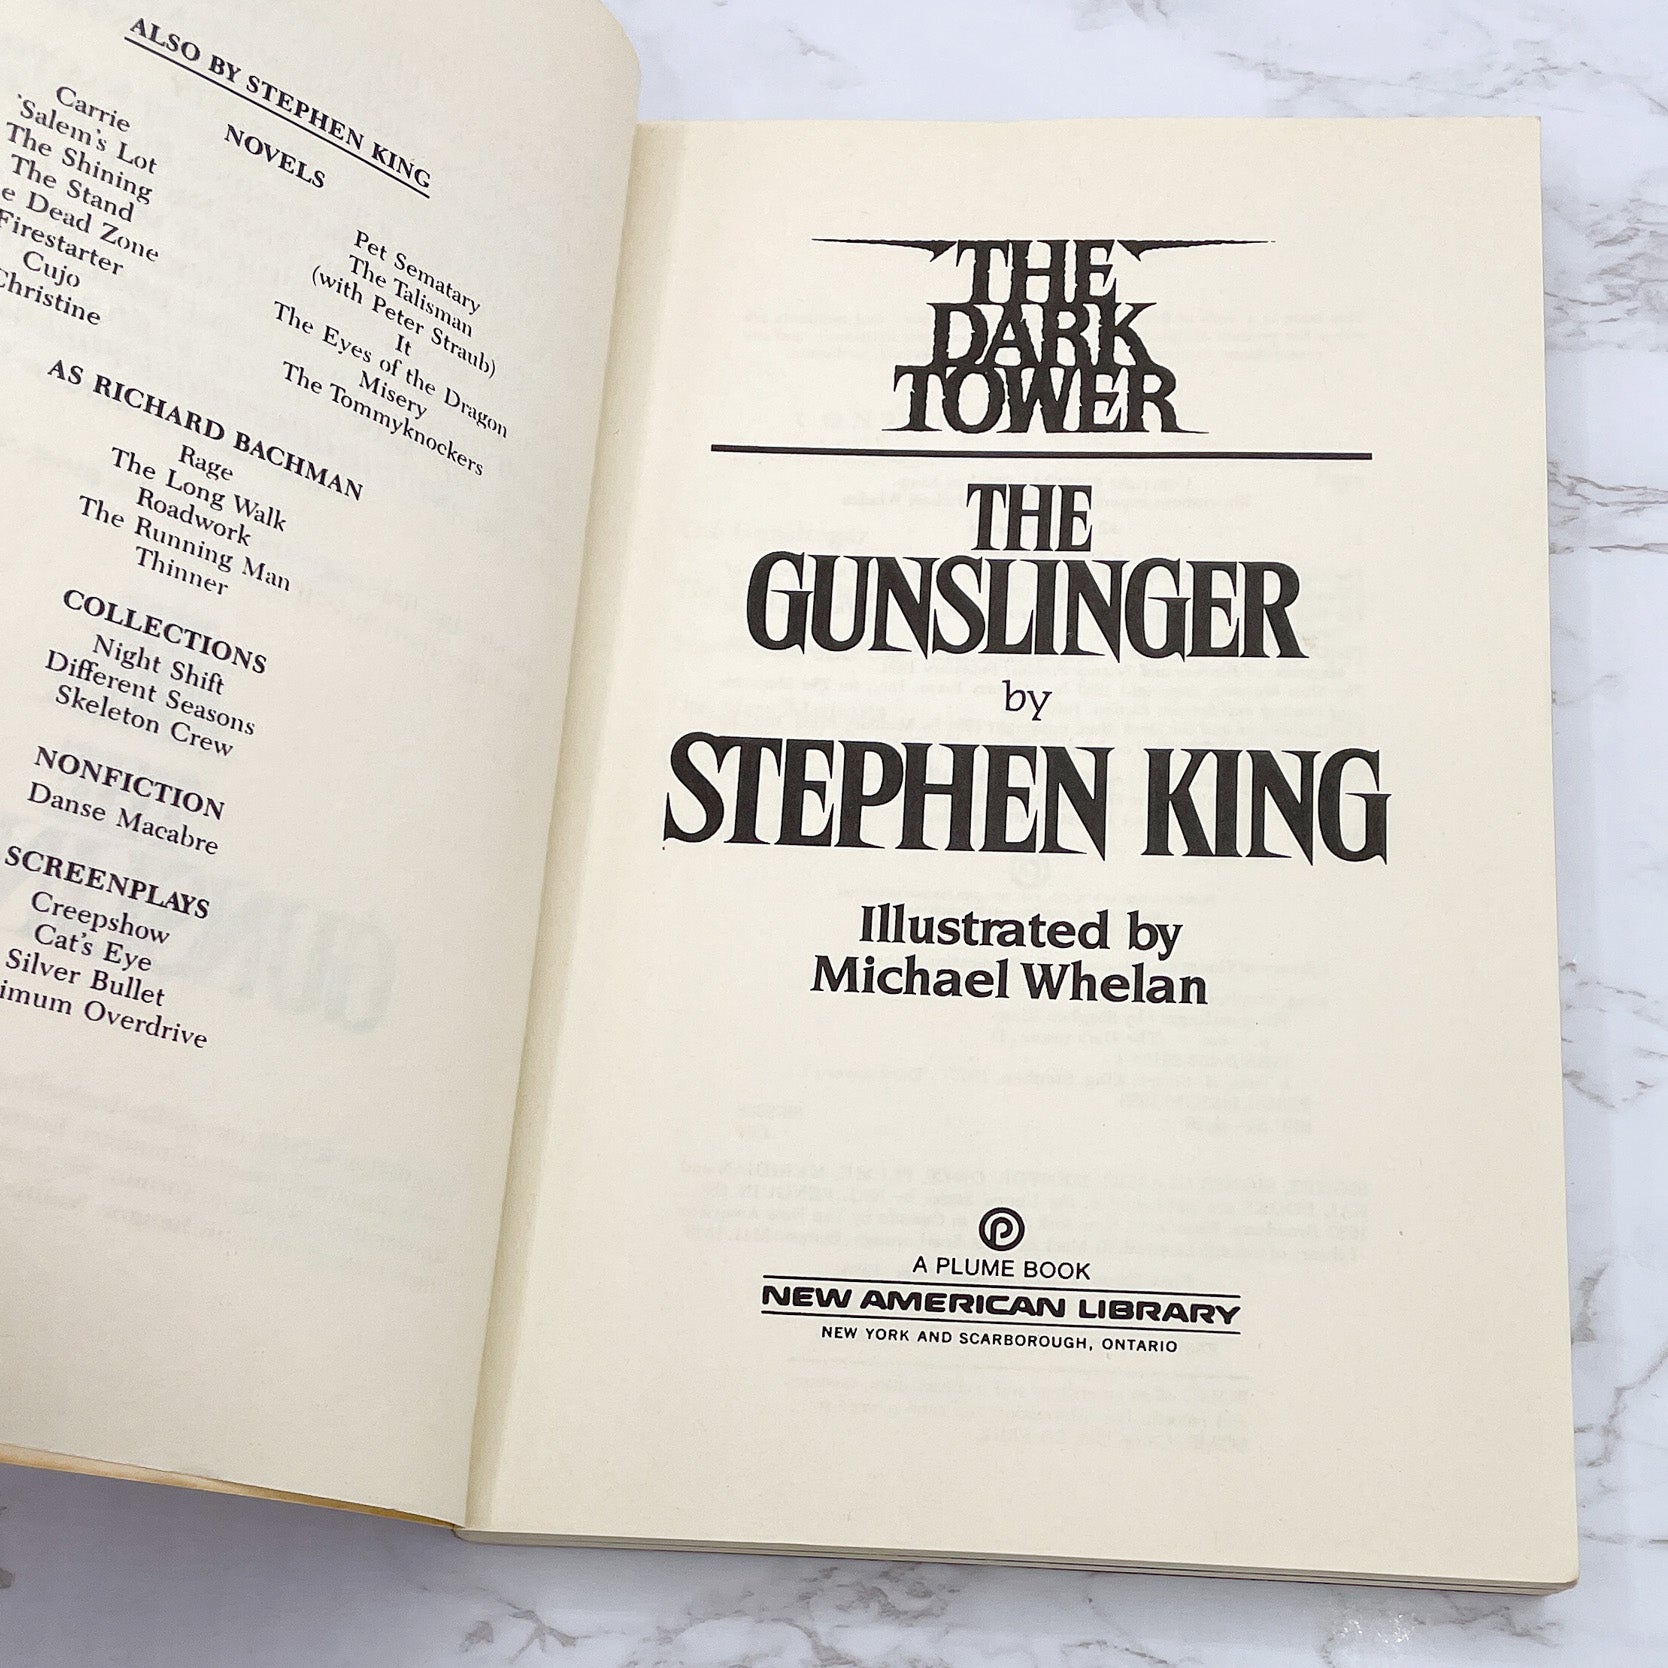 ALSO BY STEPHEN KING
NOVELS
Carrie
'Salem's Lot
The Shining
The Stand
e Dead Zone
Firestarter
Cujo
Christine
Pet Sematary
The Talisman
(with Peter Straub)
It
The Eyes of the Dragon
Misery
The Tommyknockers
AS RICHARD BACHMAN
Rage
The Long Walk
Roadwork
The Running Man
Thinner
COLLECTIONS
Night Shift
Different Seasons
Skeleton Crew
NONFICTION
Danse Macabre
SCREENPLAYS
Creepshow
Cat's Eye
Silver Bullet
imum Overdrive
THE
DARK
TOWER
THE
GUNSLINGER
by
STEPHEN KING
Illustrated by
Michael Whelan
P
A PLUME BOOK
NEW AMERICAN LIBRARY
NEW YORK AND SCARBOROUGH, ONTARIO